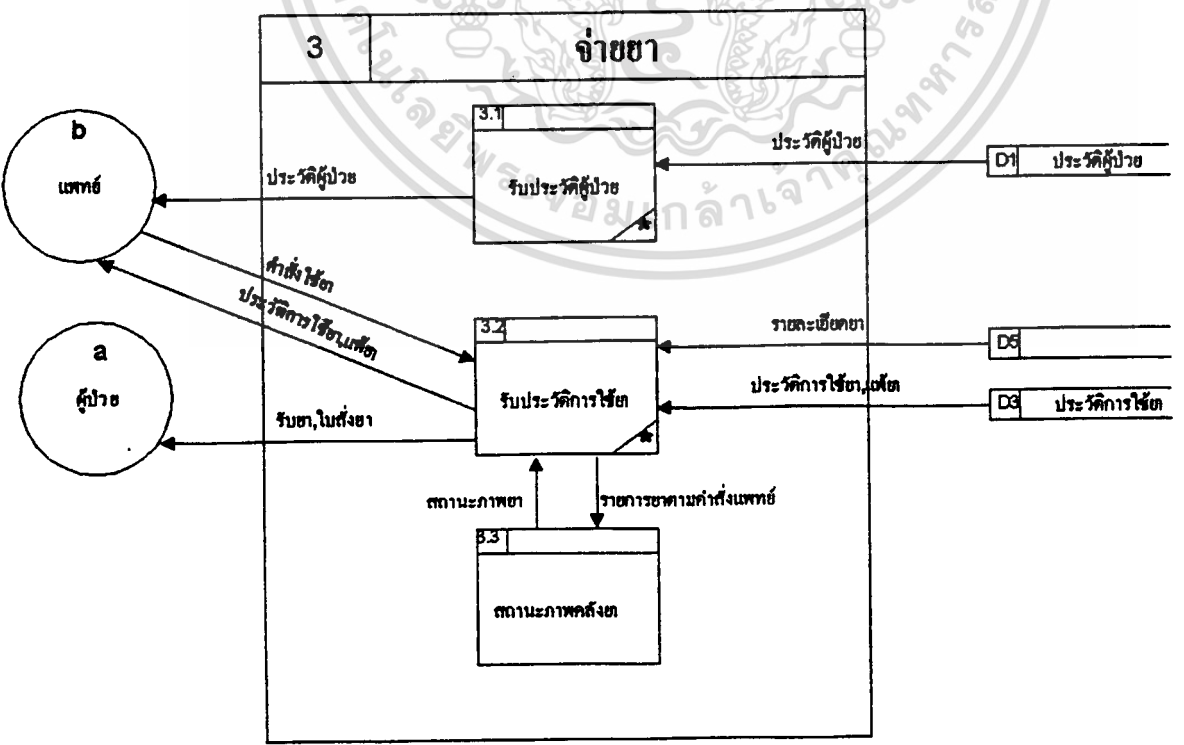 3 จ่ายยา
b
แพทย์
3.1
รับประวัติผู้ป่วย
*
ประวัติผู้ป่วย
D1 ประวัติผู้ป่วย
ประวัติผู้ป่วย
คำสั่งใช้ยา
ประวัติการใช้ยา,แพ้ยา
a
ผู้ป่วย
รับยา,ใบสั่งยา
3.2
รับประวัติการใช้ยา
*
รายละเอียดยา
D5
ประวัติการใช้ยา,แพ้ยา
D3 ประวัติการใช้ยา
สถานะภาพยา
รายการยาตามคำสั่งแพทย์
3.3
สถานะภาพคลังยา